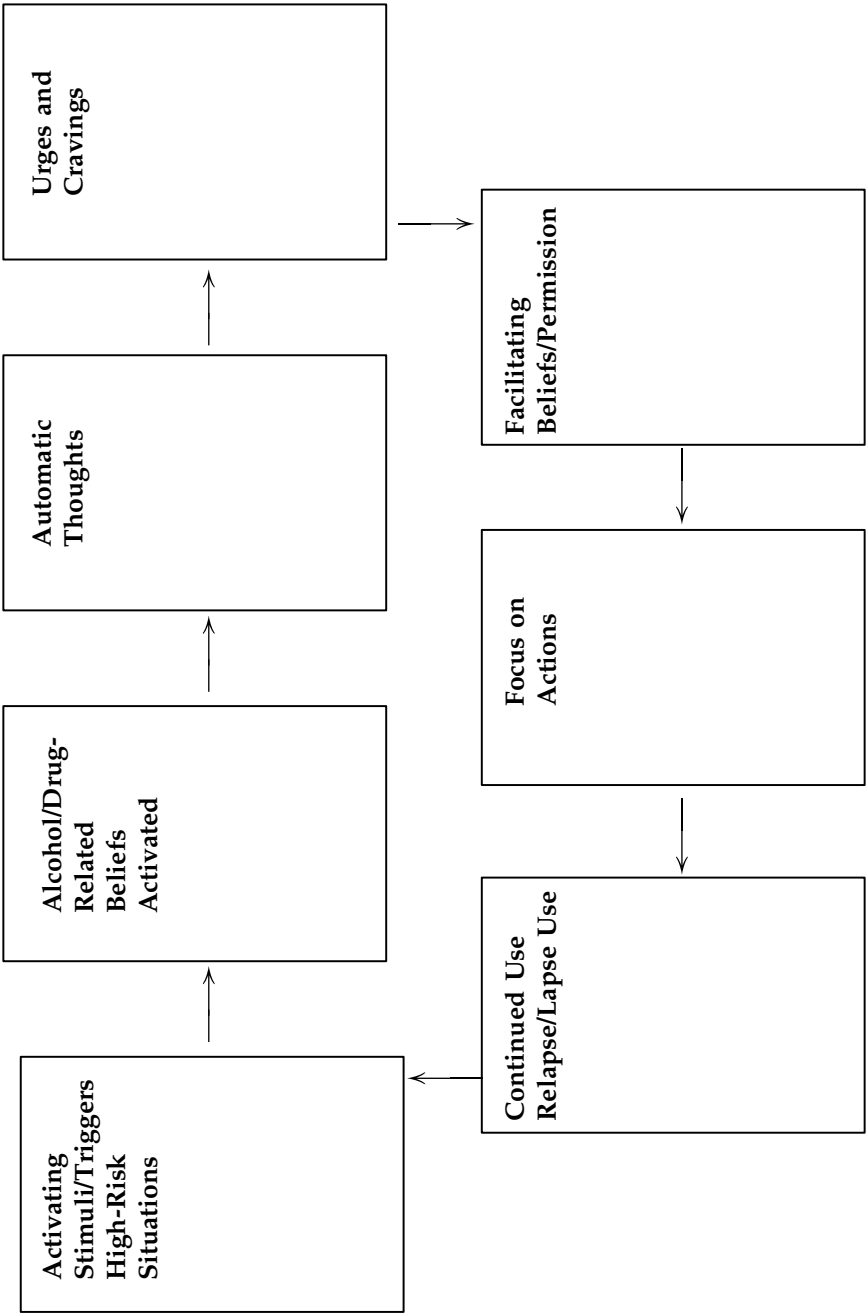 Activating
Stimuli/Triggers
High-Risk
Situations
Alcohol/Drug-
Related
Beliefs
Activated
Automatic
Thoughts
Urges and
Cravings
Facilitating
Beliefs/Permission
Focus on
Actions
Continued Use
Relapse/Lapse Use